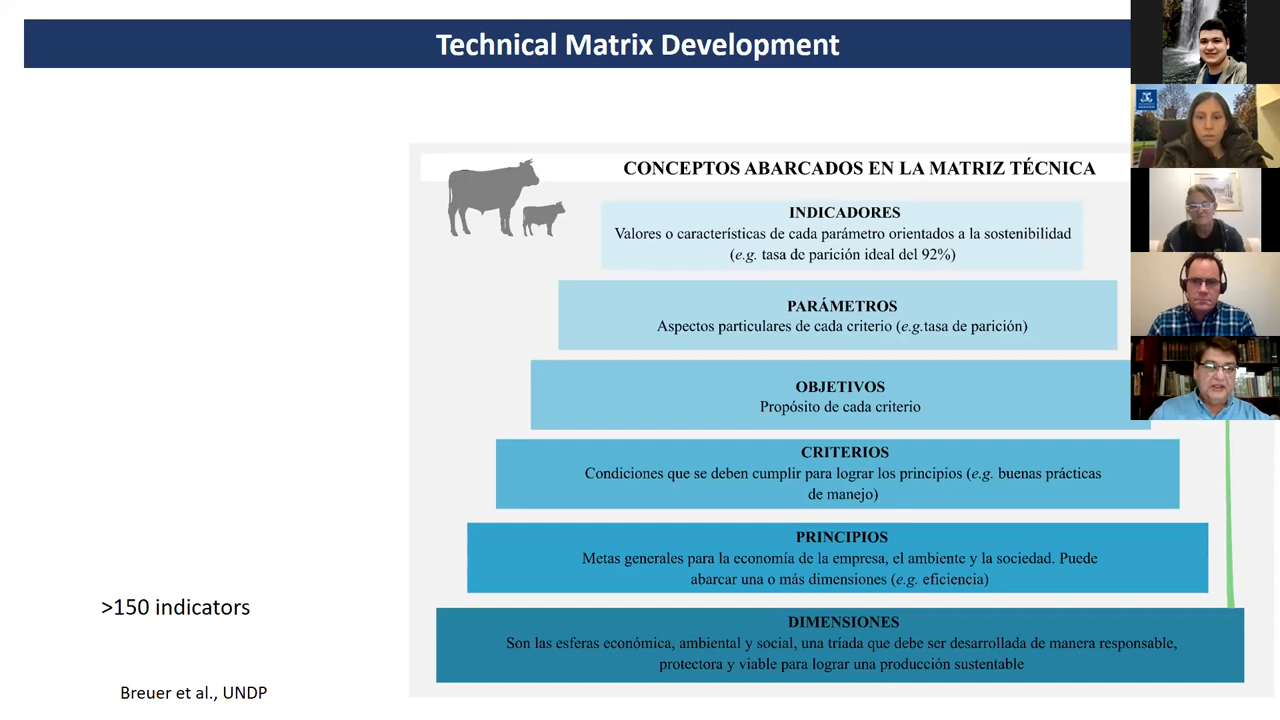 Technical Matrix Development
CONCEPTOS ABARCADOS EN LA MATRIZ TÉCNICA
INDICADORES
Valores o características de cada parámetro orientados a la sostenibilidad
(e.g. tasa de parición ideal del 92%)
PARÁMETROS
Aspectos particulares de cada criterio (e.g.tasa de parición)
OBJETIVOS
Propósito de cada criterio
CRITERIOS
Condiciones que se deben cumplir para lograr los principios (e.g. buenas prácticas
de manejo)
PRINCIPIOS
Metas generales para la economía de la empresa, el ambiente y la sociedad. Puede
abarcar una o más dimensiones (e.g. eficiencia)
DIMENSIONES
Son las esferas económica, ambiental y social, una tríada que debe ser desarrollada de manera responsable,
protectora y viable para lograr una producción sustentable
>150 indicators
Breuer et al., UNDP